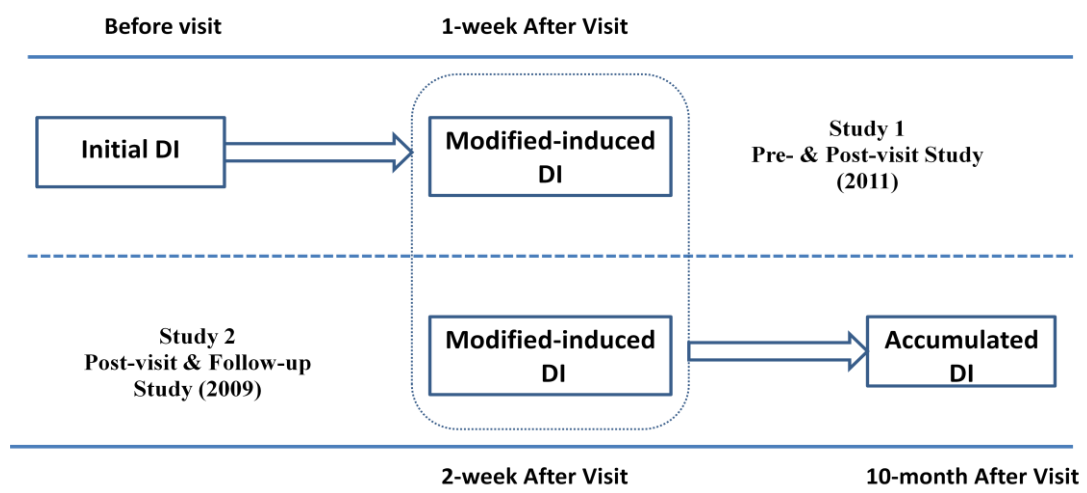 Before visit
1-week After Visit
Initial DI
Modified-induced
DI
Study 1
Pre- & Post-visit Study
(2011)
Study 2
Post-visit & Follow-up
Study (2009)
Modified-induced
DI
Accumulated
DI
2-week After Visit
10-month After Visit